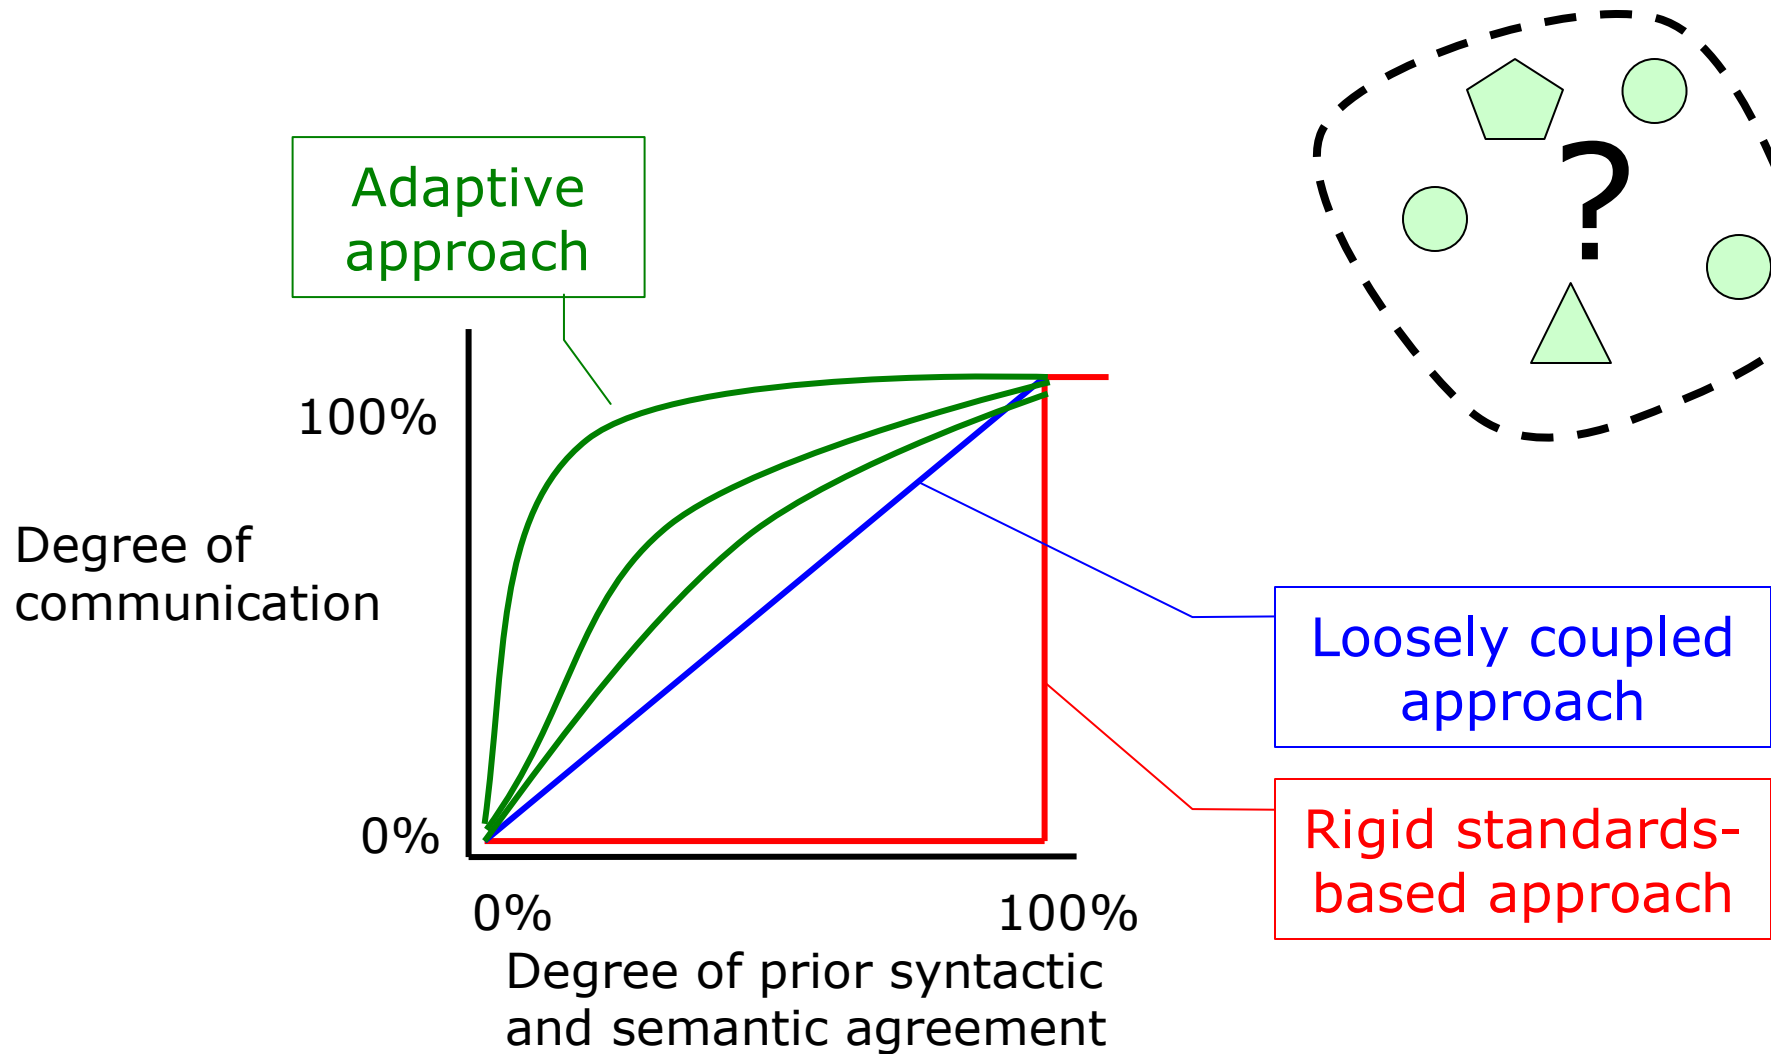 Adaptive
approach
?
100%
Degree of
communication
Loosely coupled
approach
Rigid standards-
based approach
0%
0%
100%
Degree of prior syntactic
and semantic agreement